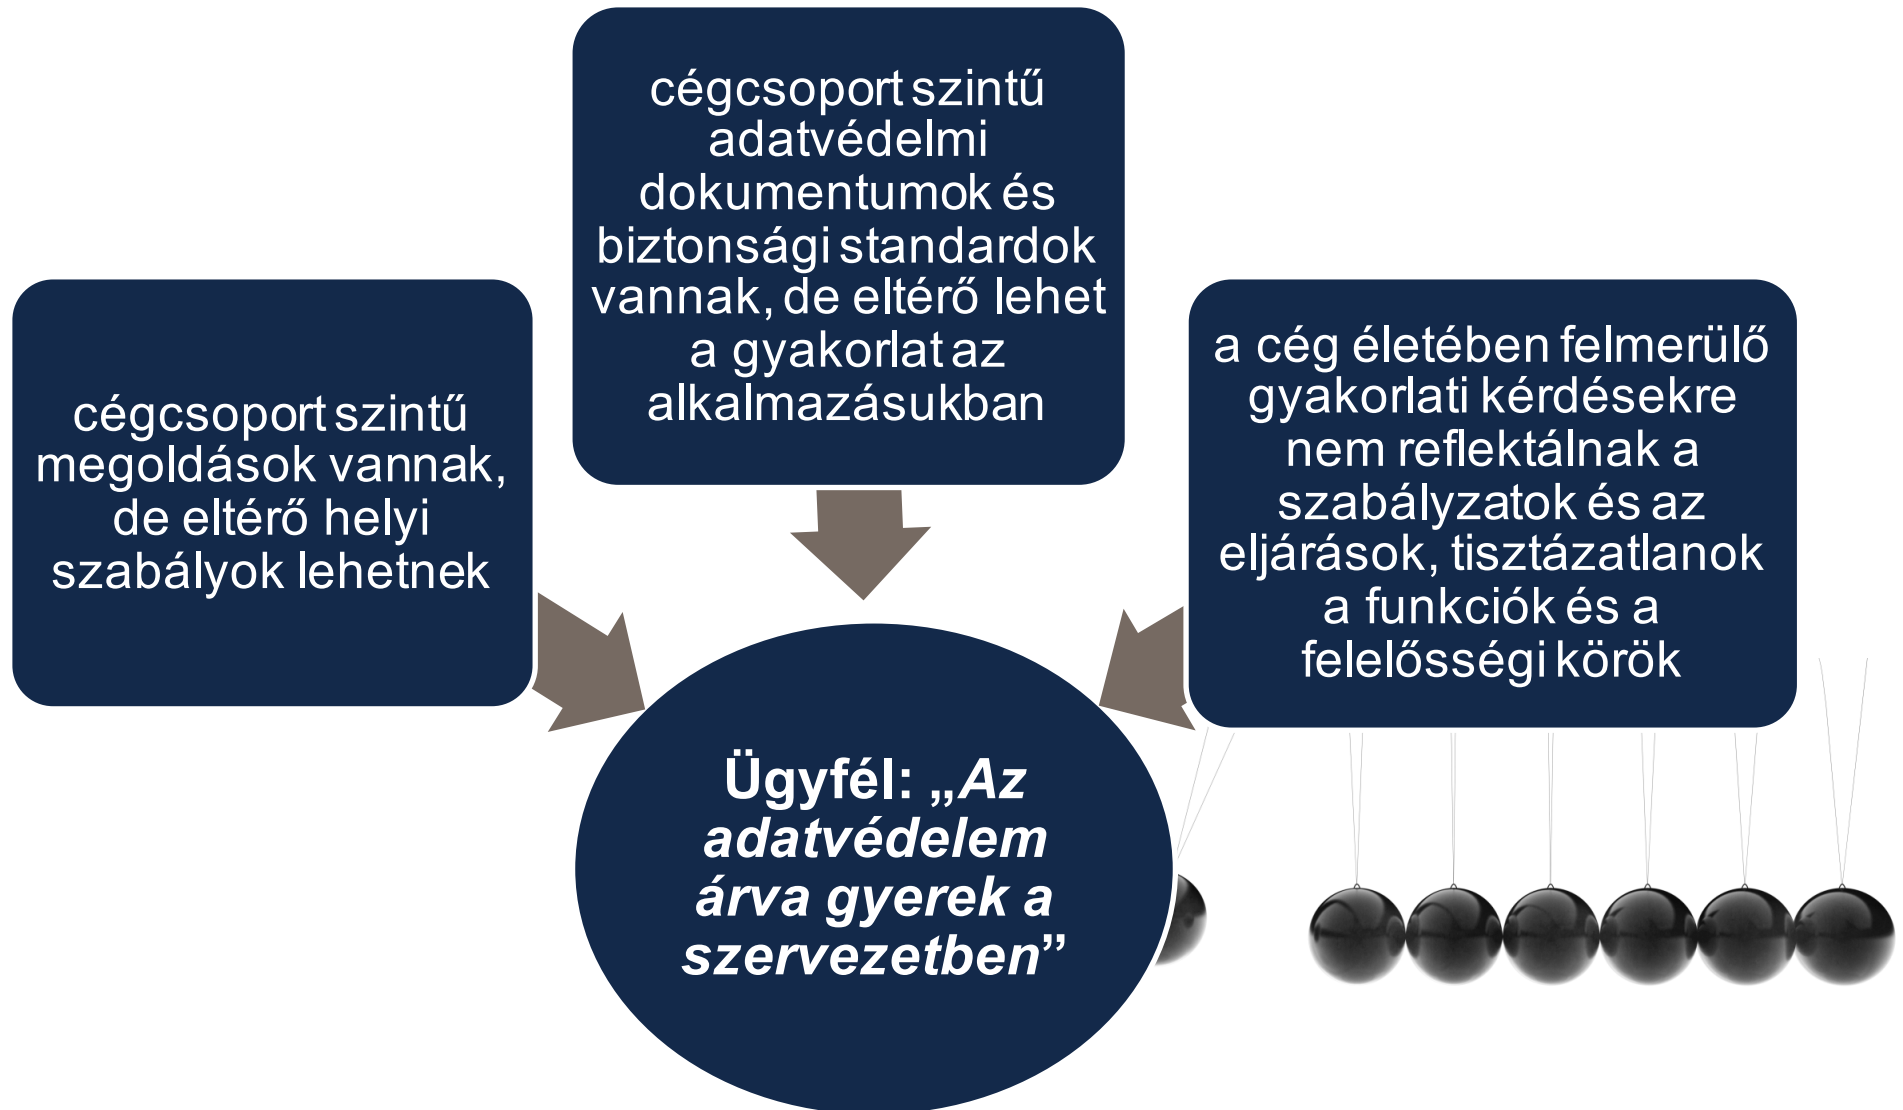 cégcsoport szintű
megoldások vannak,
de eltérő helyi
szabályok lehetnek
cégcsoport szintű
adatvédelmi
dokumentumok és
biztonsági standardok
vannak, de eltérő lehet
a gyakorlat az
alkalmazásukban
a cég életében felmerülő
gyakorlati kérdésekre
nem reflektálnak a
szabályzatok és az
eljárások, tisztázatlanok
a funkciók és a
felelősségi körök
Ügyfél: „Az
adatvédelem
árva gyerek a
szervezetben”